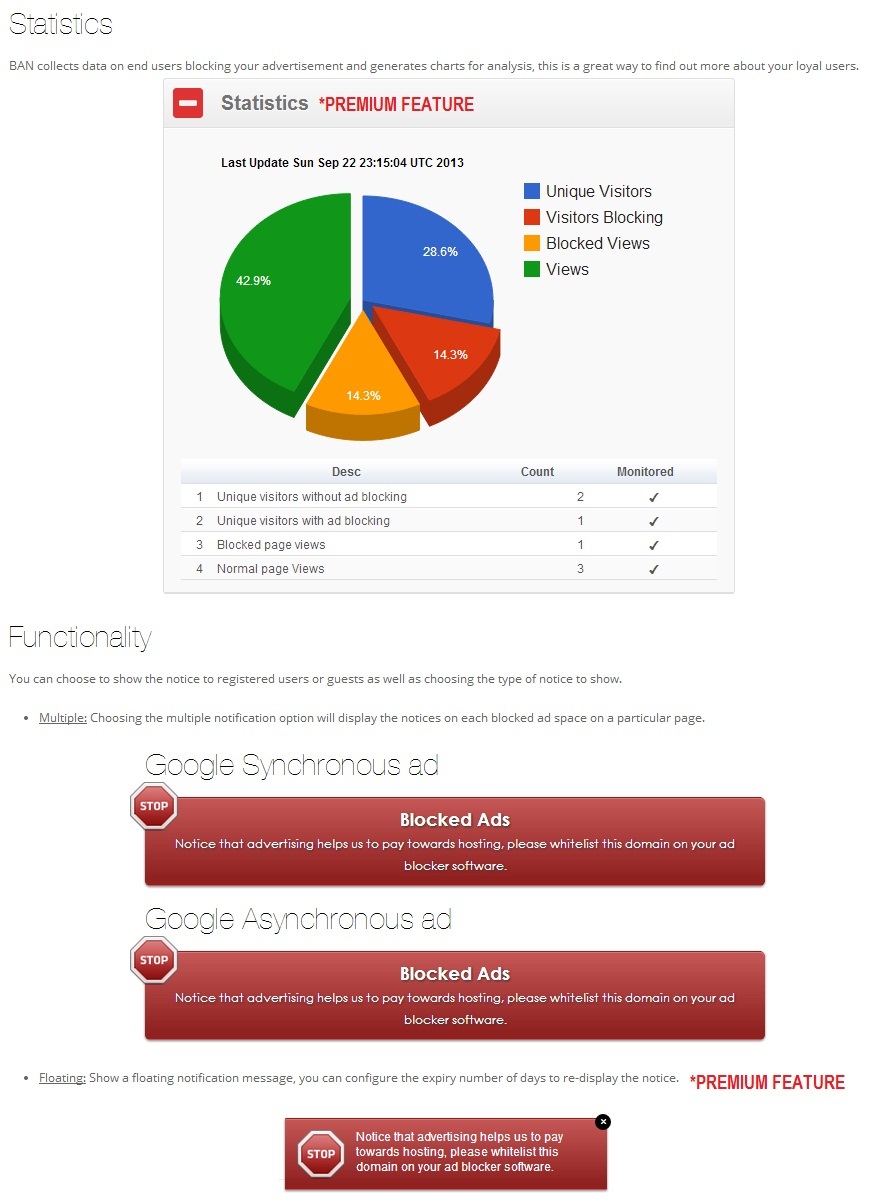 Statistics
BAN collects data on end users blocking your advertisement and generates charts for analysis, this is a great way to find out more about your loyal users.
Statistics *PREMIUM FEATURE
Last Update Sun Sep 22 23:15:04 UTC 2013
Unique Visitors
Visitors Blocking
Blocked Views
Views
28.6%
42.9%
14.3%
14.3%
Desc Count Monitored
1 Unique visitors without ad blocking 2 ✓
2 Unique visitors with ad blocking 1 ✓
3 Blocked page views 1 ✓
4 Normal page Views 3 ✓
Functionality
You can choose to show the notice to registered users or guests as well as choosing the type of notice to show.
• Multiple: Choosing the multiple notification option will display the notices on each blocked ad space on a particular page.
Google Synchronous ad
STOP
Blocked Ads
Notice that advertising helps us to pay towards hosting, please whitelist this domain on your ad
blocker software.
Google Asynchronous ad
STOP
Blocked Ads
Notice that advertising helps us to pay towards hosting, please whitelist this domain on your ad
blocker software.
• Floating: Show a floating notification message, you can configure the expiry number of days to re-display the notice. *PREMIUM FEATURE
STOP
Notice that advertising helps us to pay
towards hosting, please whitelist this
domain on your ad blocker software.